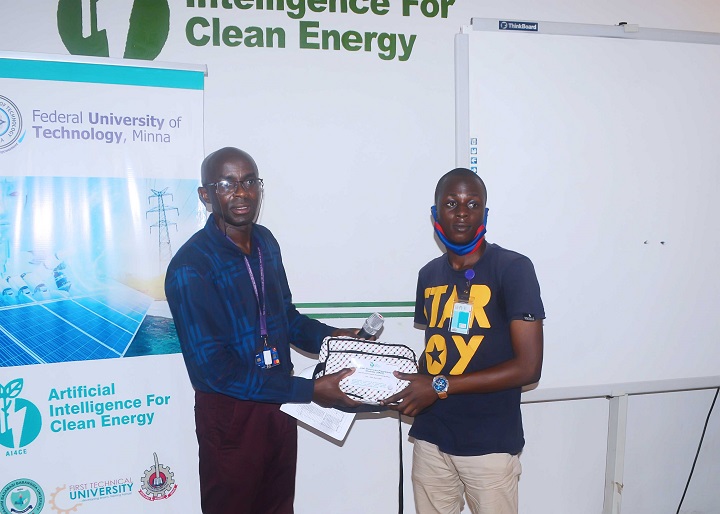 Intelligence For
Clean Energy
ThinkBoard
Federal University of
Technology, Minna
Artificial
Intelligence For
Clean Energy
AI4CE
FIRST TECHNICAL
UNIVERSITY
STAR
BOY